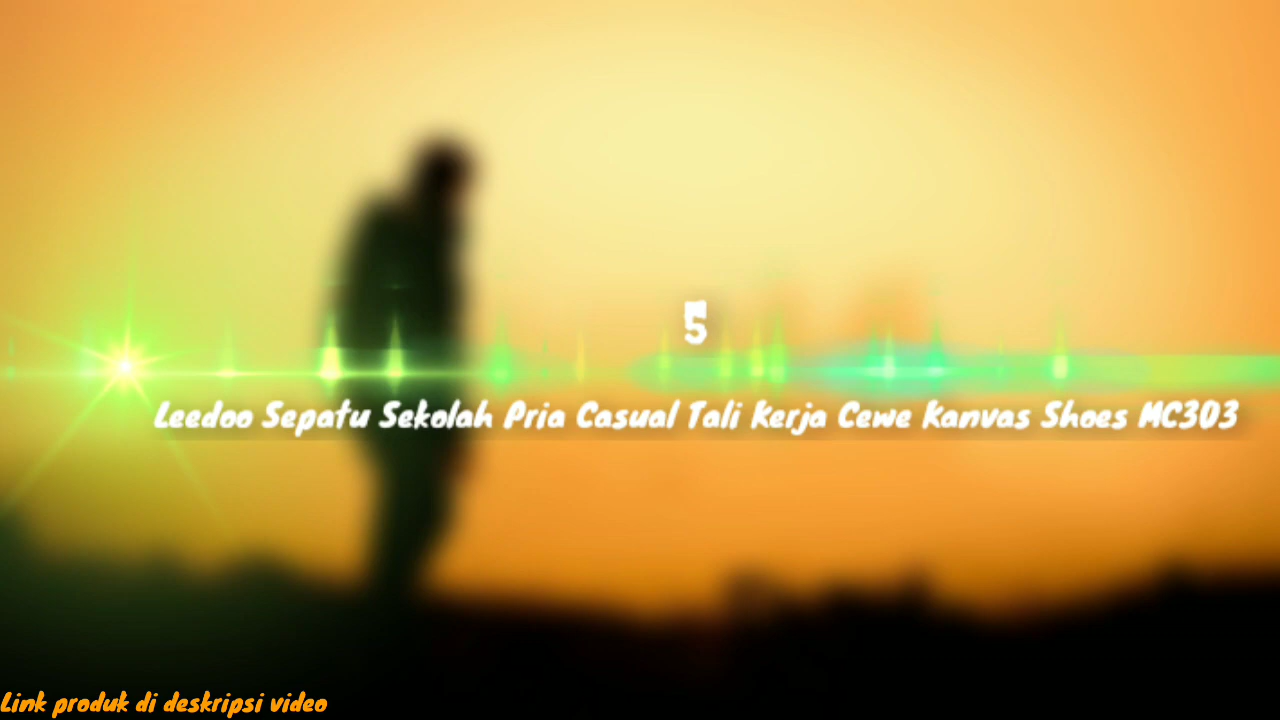 5
Leedoo Sepatu Sekolah Pria Casual Tali Kerja Cewe Kanvas Shoes MC303
Link produk di deskripsi video